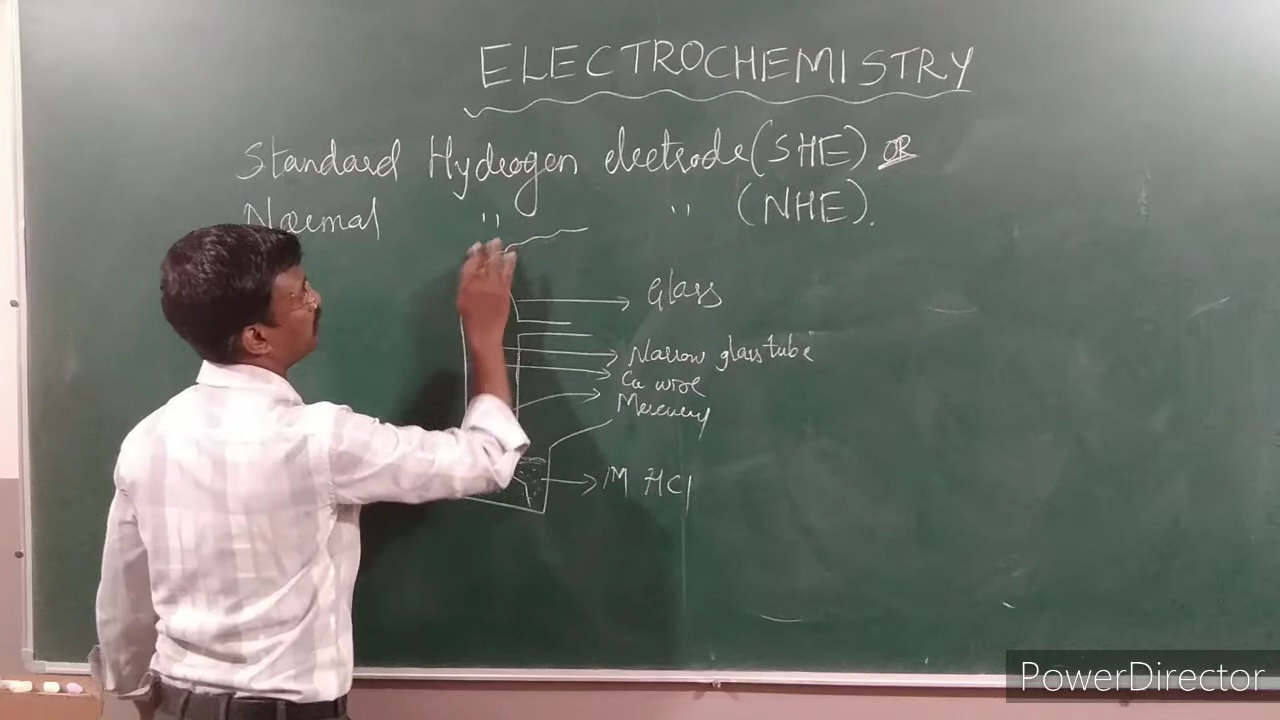 ELECTROCHEMISTRY
Standard Hydrogen electrode (SHE) OR
Normal " " (NHE).
Glass
Narrow glass tube
Cu wire
Mercury
1M HCl
PowerDirector